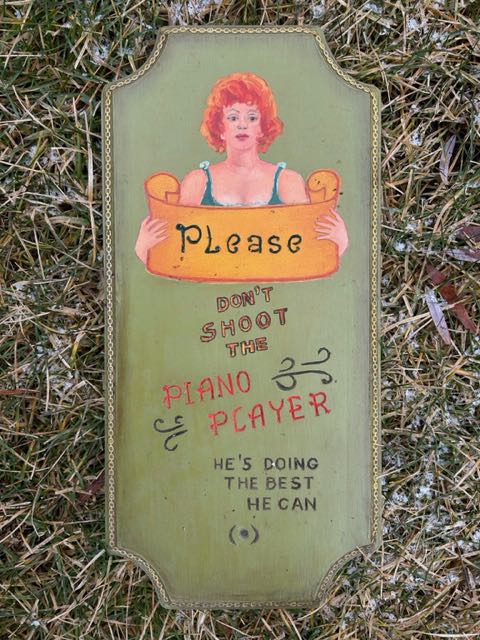 Please
DON'T
SHOOT
THE
PIANO
PLAYER
HE'S DOING
THE BEST
HE CAN